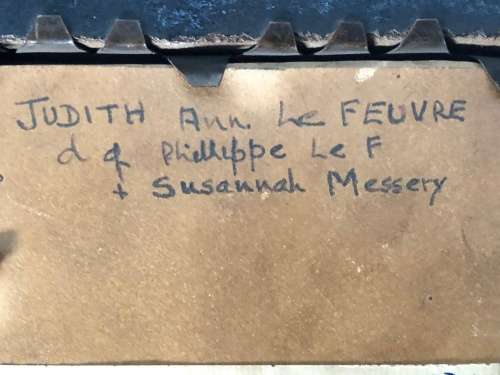 JUDITH Ann. Le FEUVRE
d of Phillippe Le F
+ Susannah Messery